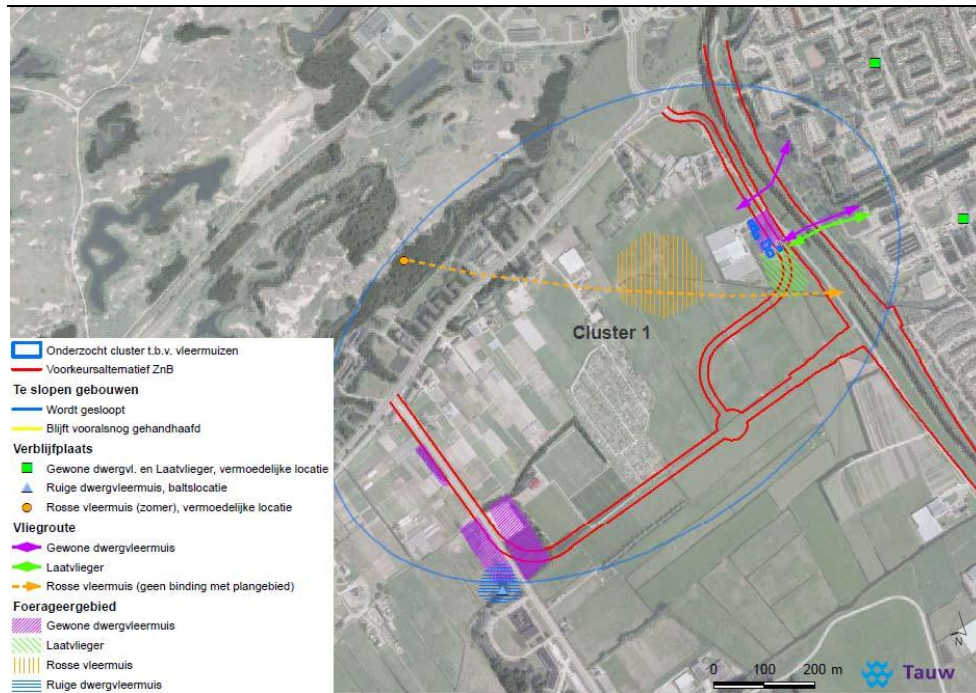 Cluster 1
Onderzocht cluster t.b.v. vleermuizen
Voorkeursalternatief ZnB
Te slopen gebouwen
Wordt gesloopt
Blijft vooralsnog gehandhaafd
Verblijfplaats
Gewone dwergvl. en Laatvlieger, vermoedelijke locatie
Ruige dwergvleermuis, baltslocatie
Rosse vleermuis (zomer), vermoedelijke locatie
Vliegroute
Gewone dwergvleermuis
Laatvlieger
Rosse vleermuis (geen binding met plangebied)
Foerageergebied
Gewone dwergvleermuis
Laatvlieger
Rosse vleermuis
Ruige dwergvleermuis
0 100 200 m
Tauw
N